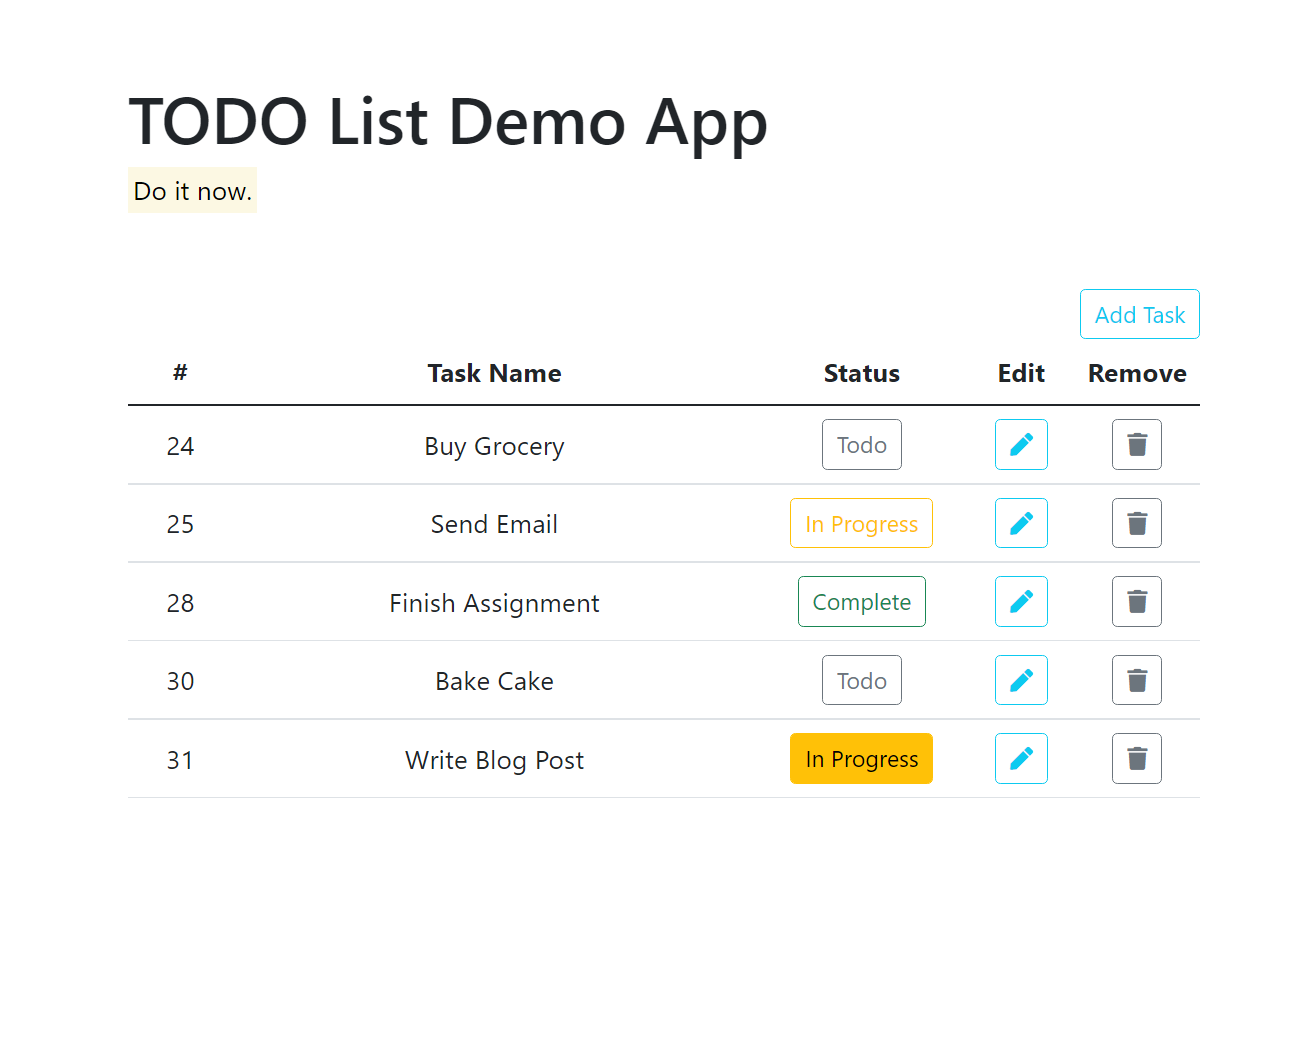 TODO List Demo App
Do it now.
Add Task
# Task Name Status Edit Remove
24 Buy Grocery Todo
25 Send Email In Progress
28 Finish Assignment Complete
30 Bake Cake Todo
31 Write Blog Post In Progress